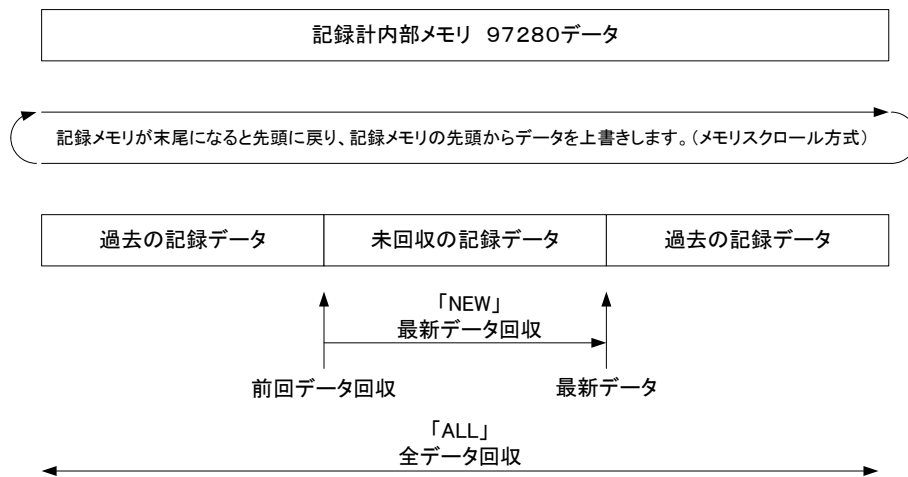 記録計内部メモリ 97280データ
記録メモリが末尾になると先頭に戻り、記録メモリの先頭からデータを上書きします。(メモリスクロール方式)
過去の記録データ 未回収の記録データ 過去の記録データ
「NEW」
最新データ回収
前回データ回収 最新データ
「ALL」
全データ回収